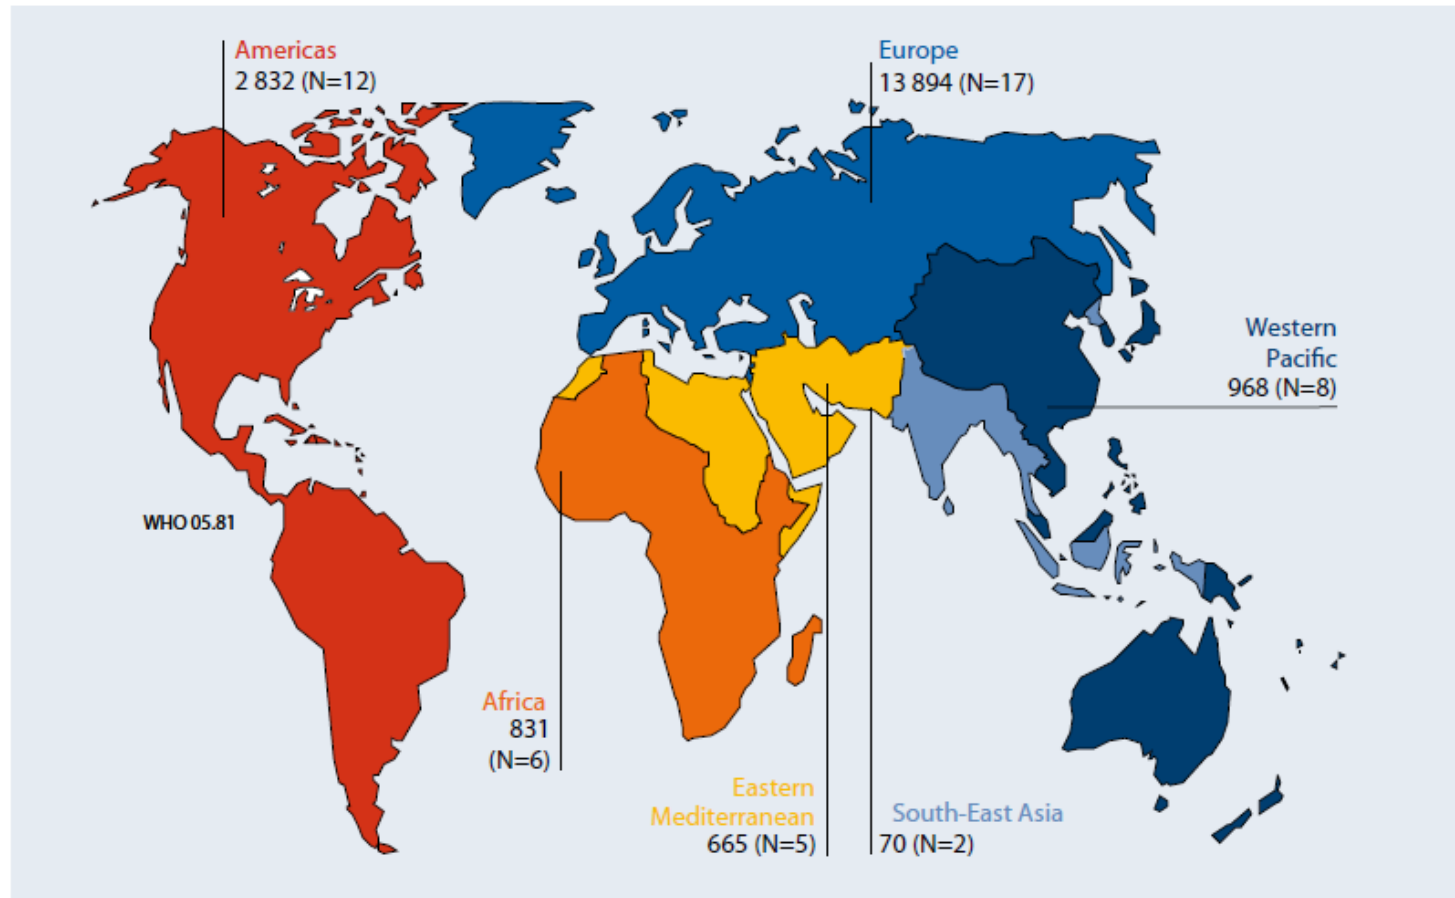 Americas
2 832 (N=12)
Europe
13 894 (N=17)
Western
Pacific
968 (N=8)
WHO 05.81
Africa
831
(N=6)
Eastern
Mediterranean
665 (N=5)
South-East Asia
70 (N=2)